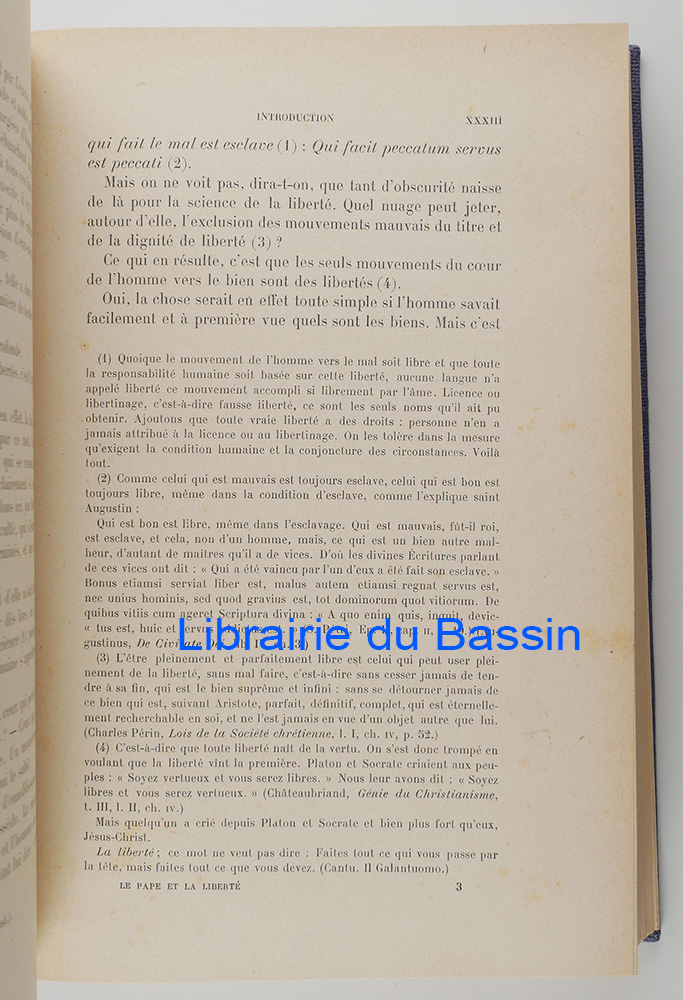 INTRODUCTION XXXIII
qui fait le mal est esclave (1) : Qui facit peccatum servus
est peccati (2).
Mais on ne voit pas, dira-t-on, que tant d'obscurité naisse
de là pour la science de la liberté. Quel nuage peut jeter,
autour d'elle, l'exclusion des mouvements mauvais du titre et
de la dignité de liberté (3) ?
Ce qui en résulte, c'est que les seuls mouvements du cœur
de l'homme vers le bien sont des libertés (4).
Oui, la chose serait en effet toute simple si l'homme savait
facilement et à première vue quels sont les biens. Mais c'est
(1) Quoique le mouvement de l'homme vers le mal soit libre et que toute
la responsabilité humaine soit basée sur cette liberté, aucune langue n'a
appelé liberté ce mouvement accompli si librement par l'âme. Licence ou
libertinage, c'est-à-dire fausse liberté, ce sont les seuls noms qu'il ait pu
obtenir. Ajoutons que toute vraie liberté a des droits : personne n'en a
jamais attribué à la licence ou au libertinage. On les tolère dans la mesure
qu'exigent la condition humaine et la conjoncture des circonstances. Voilà
tout.
(2) Comme celui qui est mauvais est toujours esclave, celui qui est bon est
toujours libre, même dans la condition d'esclave, comme l'explique saint
Augustin :
Qui est bon est libre, même dans l'esclavage. Qui est mauvais, fût-il roi,
est esclave, et cela, non d'un homme, mais, ce qui est un bien autre mal-
heur, d'autant de maîtres qu'il a de vices. D'où les divines Écritures parlant
de ces vices ont dit : « Qui a été vaincu par l'un d'eux a été fait son esclave. »
Bonus etiamsi serviat liber est, malus autem etiamsi regnat servus est,
nec unius hominis, sed quod gravius est, tot dominorum quot vitiorum. De
quibus vitiis cum ageret Scriptura divina : « A quo enim quis, inquit, devic-
« tus est, huic et servus
Librairie du Bassin
gustinus, De Civitate Dei
(3) L'être pleinement et parfaitement libre est celui qui peut user plei-
nement de la liberté, sans mal faire, c'est-à-dire sans cesser jamais de ten-
dre à sa fin, qui est le bien suprême et infini : sans se détourner jamais de
ce bien qui est, suivant Aristote, parfait, définitif, complet, qui est éternelle-
ment recherchable en soi, et ne l'est jamais en vue d'un objet autre que lui.
(Charles Périn, Lois de la Société chrétienne, l. I, ch. IV, p. 52.)
(4) C'est-à-dire que toute liberté naît de la vertu. On s'est donc trompé en
voulant que la liberté vint la première. Platon et Socrate criaient aux peu-
ples : « Soyez vertueux et vous serez libres. » Nous leur avons dit : « Soyez
libres et vous serez vertueux. » (Châteaubriand, Génie du Christianisme,
t. III, l. II, ch. IV.)
Mais quelqu'un a crié depuis Platon et Socrate et bien plus fort qu'eux,
Jésus-Christ.
La liberté ; ce mot ne veut pas dire : Faites tout ce qui vous passe par
la tête, mais faites tout ce que vous devez. (Cantu. Il Galantuomo.)
LE PAPE ET LA LIBERTÉ 3